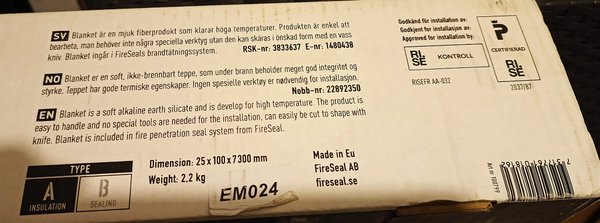 SV Blanket är en mjuk fiberprodukt som klarar höga temperaturer. Produkten är enkel att
bearbeta, man behöver inte några speciella verktyg utan den kan skäras i önskad form med en vass
kniv. Blanket ingår i FireSeals brandtätningssystem.
RSK-nr: 3833637 E-nr: 1480438
NO Blanket er en soft, ikke-brennbart teppe, som under brann beholder meget god integritet og
styrke. Teppet har gode termiske egenskaper. Ingen spesielle verktøy er nødvendig for installasjon.
Nobb-nr: 22892350
EN Blanket is a soft alkaline earth silicate and is develop for high temperature. The product is
easy to handle and no special tools are needed for the installation, can easily be cut to shape with
knife. Blanket is included in fire penetration seal system from FireSeal.
TYPE
A
INSULATION
B
SEALING
Dimension: 25 x 100 x 7300 mm
Weight: 2,2 kg
EM024
Made in Eu
FireSeal AB
fireseal.se
Godkänd för installation av:
Godkjent for installasjon av:
Approved for installation by:
RISE
KONTROLL
RISEFR AA-032
P
CERTIFIERAD
RISE
2037/87